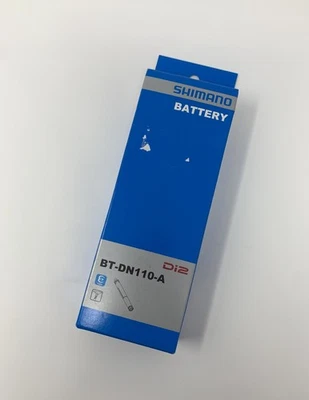 SHIMANO
BATTERY
BT-DN110-A Di2
E